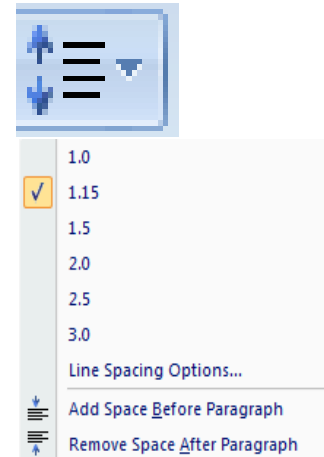 1.0
1.15
1.5
2.0
2.5
3.0
Line Spacing Options...
Add Space Before Paragraph
Remove Space After Paragraph